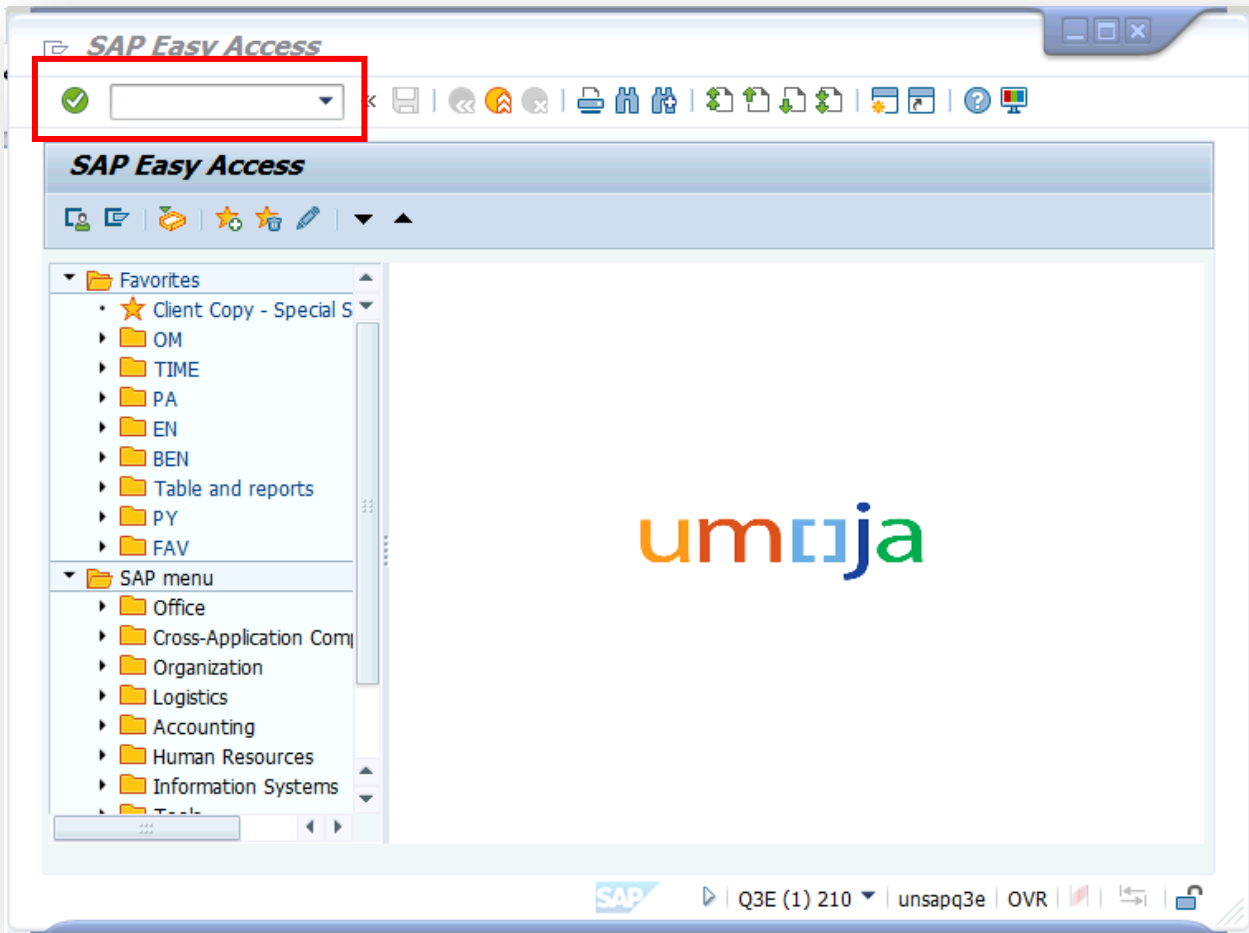 SAP Easy Access
SAP Easy Access
Favorites
Client Copy - Special S
OM
TIME
PA
EN
BEN
Table and reports
PY
FAV
SAP menu
Office
Cross-Application Com
Organization
Logistics
Accounting
Human Resources
Information Systems
umoja
SAP Q3E (1) 210 unsapq3e OVR